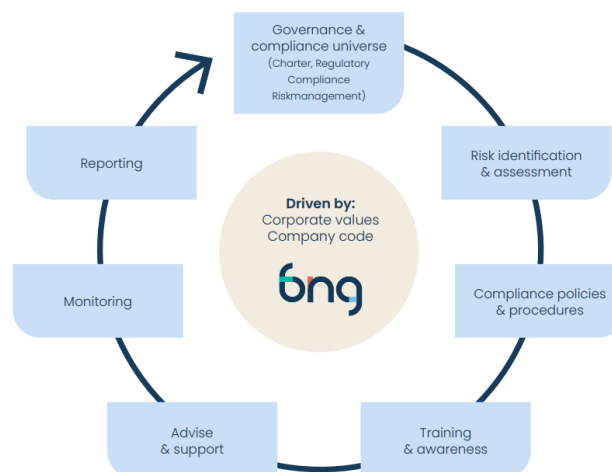 Governance &
compliance universe
(Charter, Regulatory
Compliance
Riskmanagement)
Risk identification
& assessment
Compliance policies
& procedures
Training
& awareness
Advise
& support
Monitoring
Reporting
Driven by:
Corporate values
Company code
bng